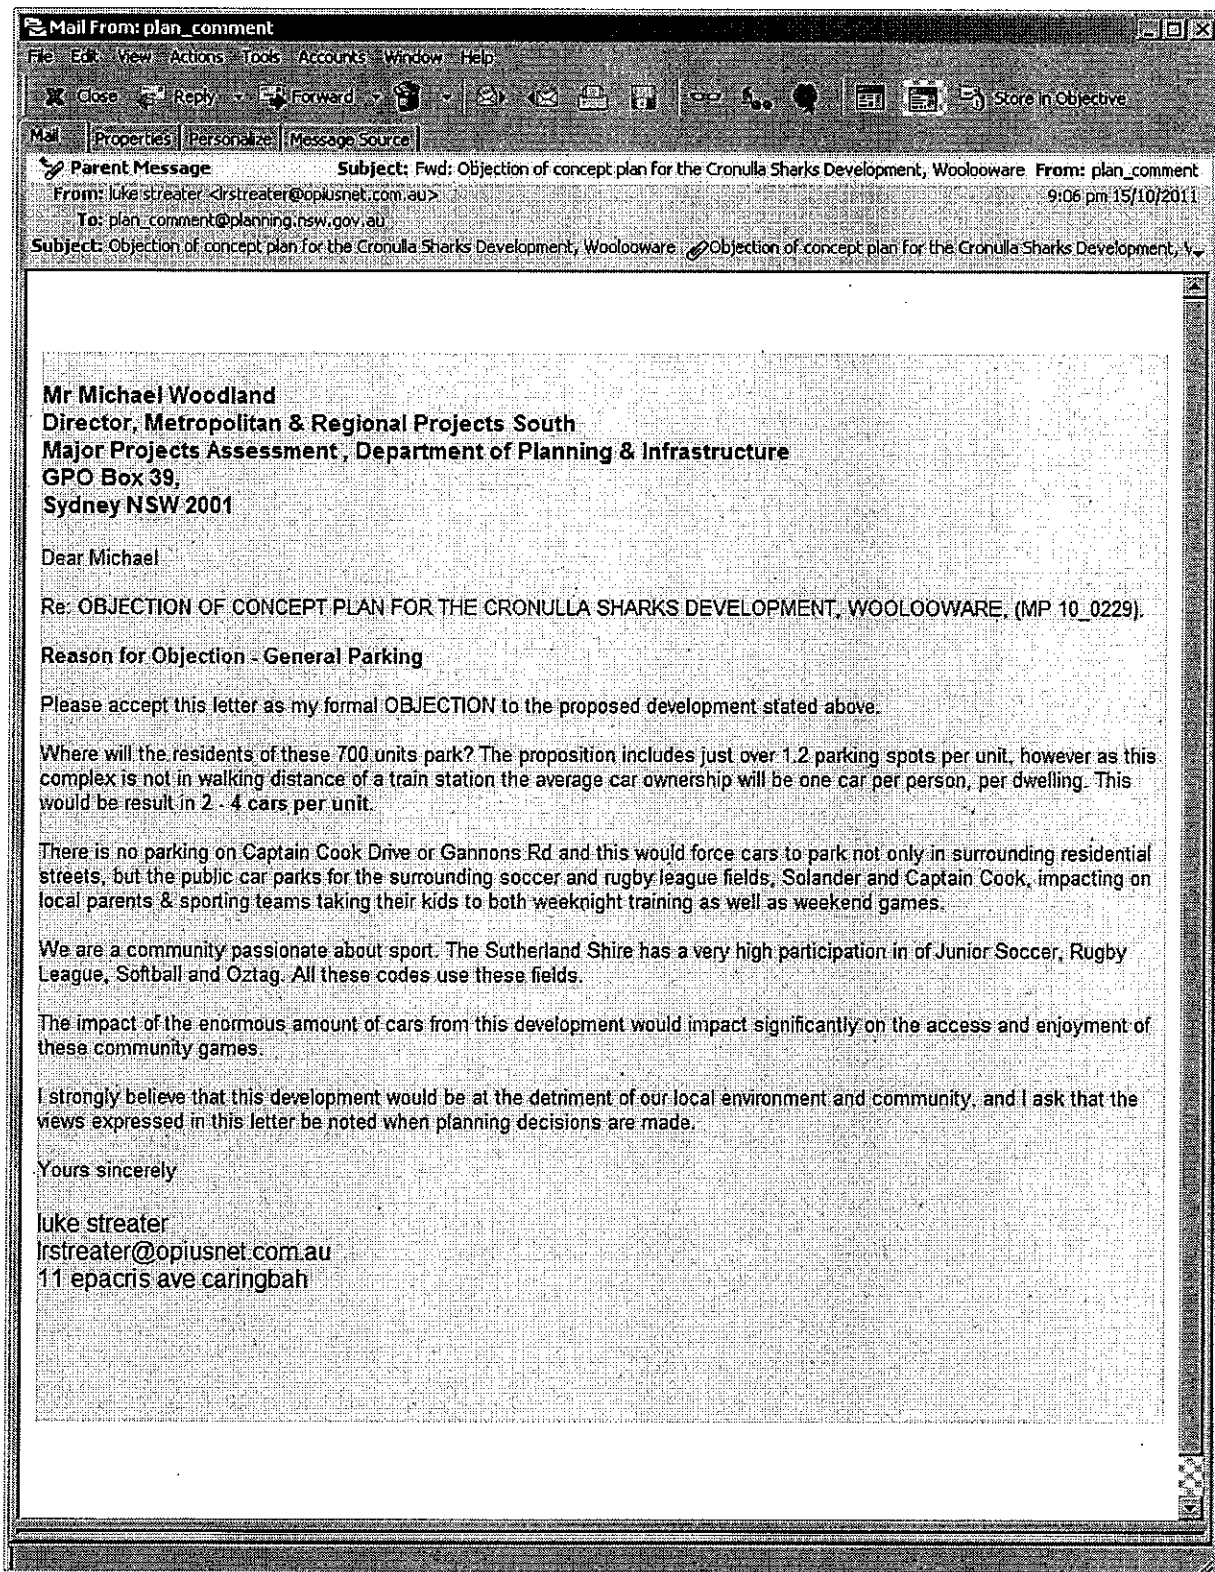 Mail From: plan_comment
File Edit View Actions Tools Accounts Window Help
Close Reply Forward Store in Objective
Mail Properties Personalize Message Source
Parent Message Subject: Fwd: Objection of concept plan for the Cronulla Sharks Development, Woolooware From: plan_comment
From: luke streater <lrstreater@opiusnet.com.au> 9:06 pm 15/10/2011
To: plan_comment@planning.nsw.gov.au
Subject: Objection of concept plan for the Cronulla Sharks Development, Woolooware Objection of concept plan for the Cronulla Sharks Development,
Mr Michael Woodland
Director, Metropolitan & Regional Projects South
Major Projects Assessment , Department of Planning & Infrastructure
GPO Box 39,
Sydney NSW 2001
Dear Michael
Re: OBJECTION OF CONCEPT PLAN FOR THE CRONULLA SHARKS DEVELOPMENT, WOOLOOWARE, (MP 10_0229).
Reason for Objection - General Parking
Please accept this letter as my formal OBJECTION to the proposed development stated above.
Where will the residents of these 700 units park? The proposition includes just over 1.2 parking spots per unit, however as this
complex is not in walking distance of a train station the average car ownership will be one car per person, per dwelling. This
would be result in 2 - 4 cars per unit.
There is no parking on Captain Cook Drive or Gannons Rd and this would force cars to park not only in surrounding residential
streets, but the public car parks for the surrounding soccer and rugby league fields, Solander and Captain Cook, impacting on
local parents & sporting teams taking their kids to both weeknight training as well as weekend games.
We are a community passionate about sport. The Sutherland Shire has a very high participation in of Junior Soccer, Rugby
League, Softball and Oztag. All these codes use these fields.
The impact of the enormous amount of cars from this development would impact significantly on the access and enjoyment of
these community games.
I strongly believe that this development would be at the detriment of our local environment and community, and I ask that the
views expressed in this letter be noted when planning decisions are made.
Yours sincerely
luke streater
lrstreater@opiusnet.com.au
11 epacris ave caringbah